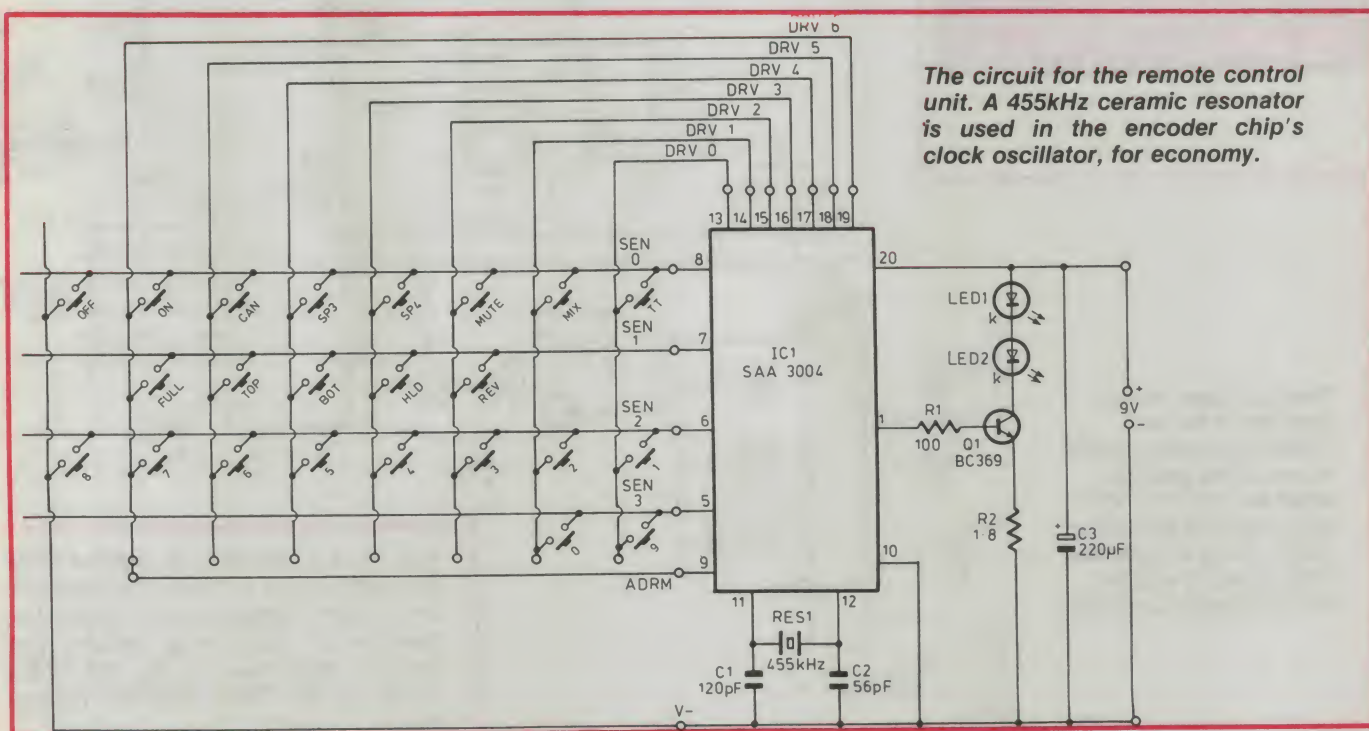 DRV 6
DRV 5
DRV 4
DRV 3
DRV 2
DRV 1
DRV 0
The circuit for the remote control
unit. A 455kHz ceramic resonator
is used in the encoder chip's
clock oscillator, for economy.
13 14 15 16 17 18 19
SEN
0
8
20
OFF ON CAN SP3 SP4 MUTE MIX TT
LED1
k
SEN
1
7
LED2
k
IC1
SAA 3004
FULL TOP BOT HLD REV
SEN
2
6
1
R1
100
Q1
BC369
+
9V
-
8 7 6 5 4 3 2 1
SEN
3
5
R2
1·8
+
C3
220µF
0 9
ADRM
9
10
11
12
RES1
455kHz
C1
120pF
C2
56pF
V-